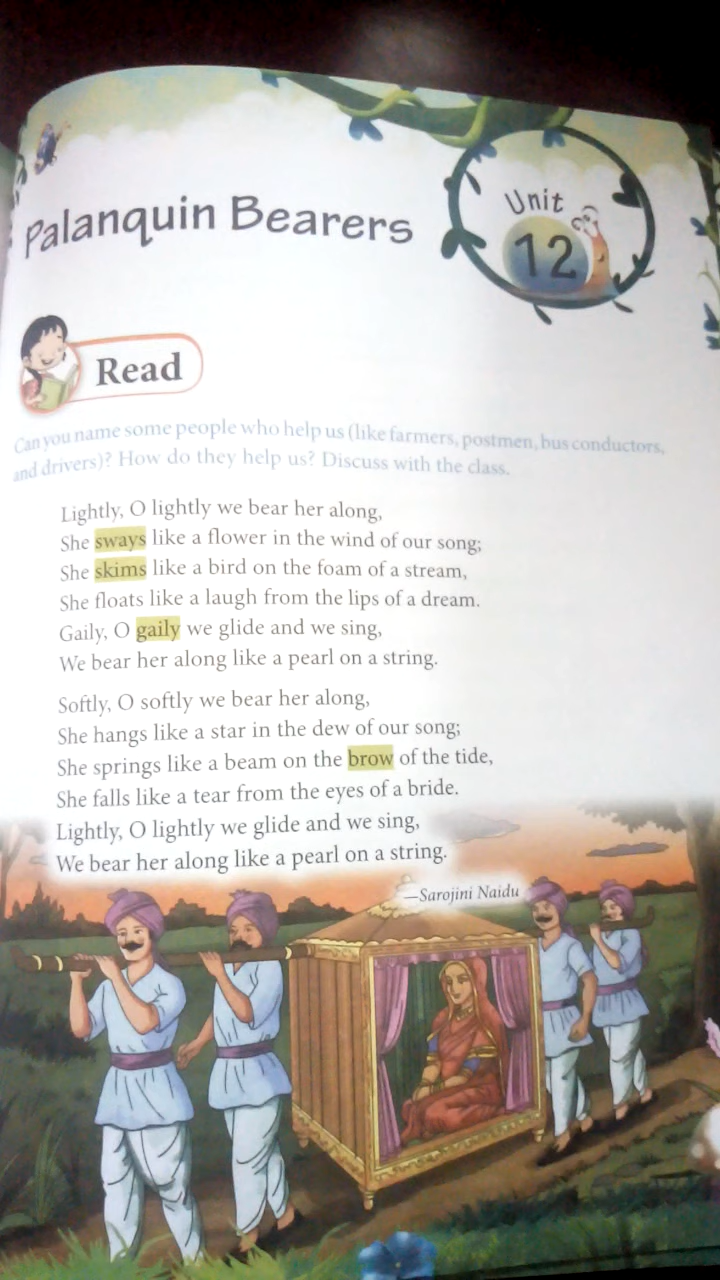 Palanquin Bearers
Unit
12
Read
Can you name some people who help us (like farmers, postmen, bus conductors,
and drivers)? How do they help us? Discuss with the class.
Lightly, O lightly we bear her along,
She sways like a flower in the wind of our song;
She skims like a bird on the foam of a stream,
She floats like a laugh from the lips of a dream.
Gaily, O gaily we glide and we sing,
We bear her along like a pearl on a string.
Softly, O softly we bear her along,
She hangs like a star in the dew of our song;
She springs like a beam on the brow of the tide,
She falls like a tear from the eyes of a bride.
Lightly, O lightly we glide and we sing,
We bear her along like a pearl on a string.
—Sarojini Naidu